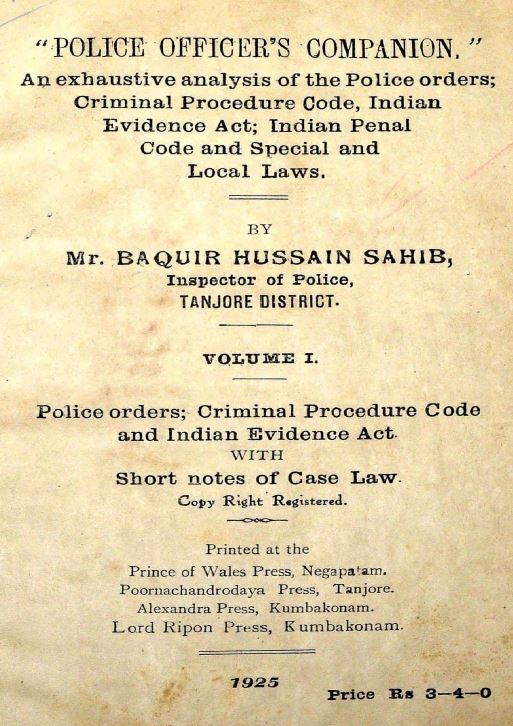 “POLICE OFFICER'S COMPANION.”
An exhaustive analysis of the Police orders;
Criminal Procedure Code, Indian
Evidence Act; Indian Penal
Code and Special and
Local Laws.
BY
Mr. BAQUIR HUSSAIN SAHIB,
Inspector of Police,
TANJORE DISTRICT.
VOLUME I.
Police orders; Criminal Procedure Code
and Indian Evidence Act.
WITH
Short notes of Case Law.
Copy Right Registered.
Printed at the
Prince of Wales Press, Negapatam.
Poornachandrodaya Press, Tanjore.
Alexandra Press, Kumbakonam.
Lord Ripon Press, Kumbakonam.
1925
Price Rs 3—4—0